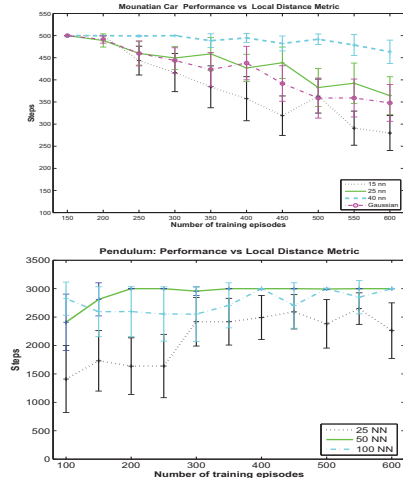 Mounatian Car Performance vs Local Distance Metric
550
500
450
400
350
300
250
200
150
100
Steps
150 200 250 300 350 400 450 500 550 600
Number of training episodes
15 nn
25 nn
40 nn
Gaussian
Pendulum: Performance vs Local Distance Metric
3500
3000
2500
2000
1500
1000
500
0
Steps
100 200 300 400 500 600
Number of training episodes
25 NN
50 NN
100 NN